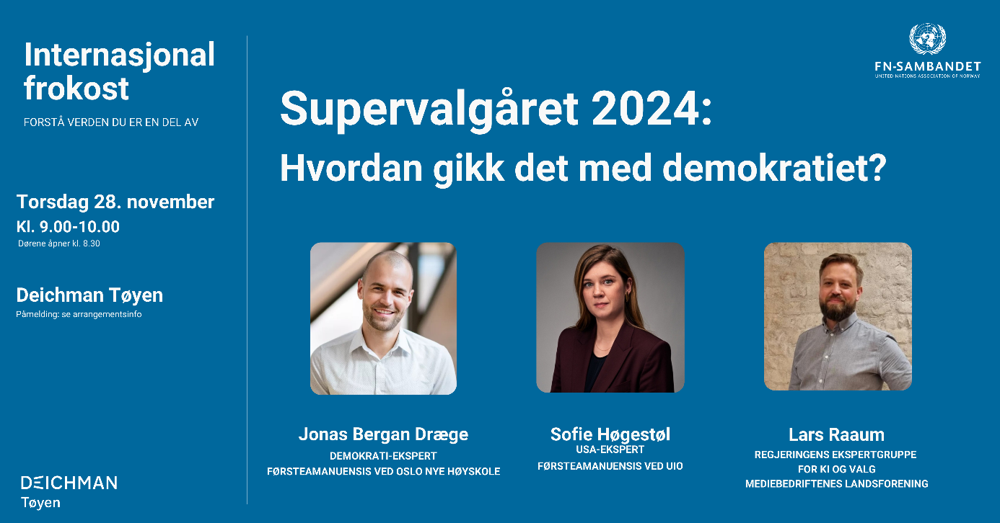 Internasjonal
frokost
FORSTÅ VERDEN DU ER EN DEL AV
Torsdag 28. november
Kl. 9.00-10.00
Dørene åpner kl. 8.30
Deichman Tøyen
Påmelding: se arrangementsinfo
DEICHMAN
Tøyen
FN-SAMBANDET
UNITED NATIONS ASSOCIATION OF NORWAY
Supervalgåret 2024:
Hvordan gikk det med demokratiet?
Jonas Bergan Dræge
DEMOKRATI-EKSPERT
FØRSTEAMANUENSIS VED OSLO NYE HØYSKOLE
Sofie Høgestøl
USA-EKSPERT
FØRSTEAMANUENSIS VED UIO
Lars Raaum
REGJERINGENS EKSPERTGRUPPE
FOR KI OG VALG
MEDIEBEDRIFTENES LANDSFORENING